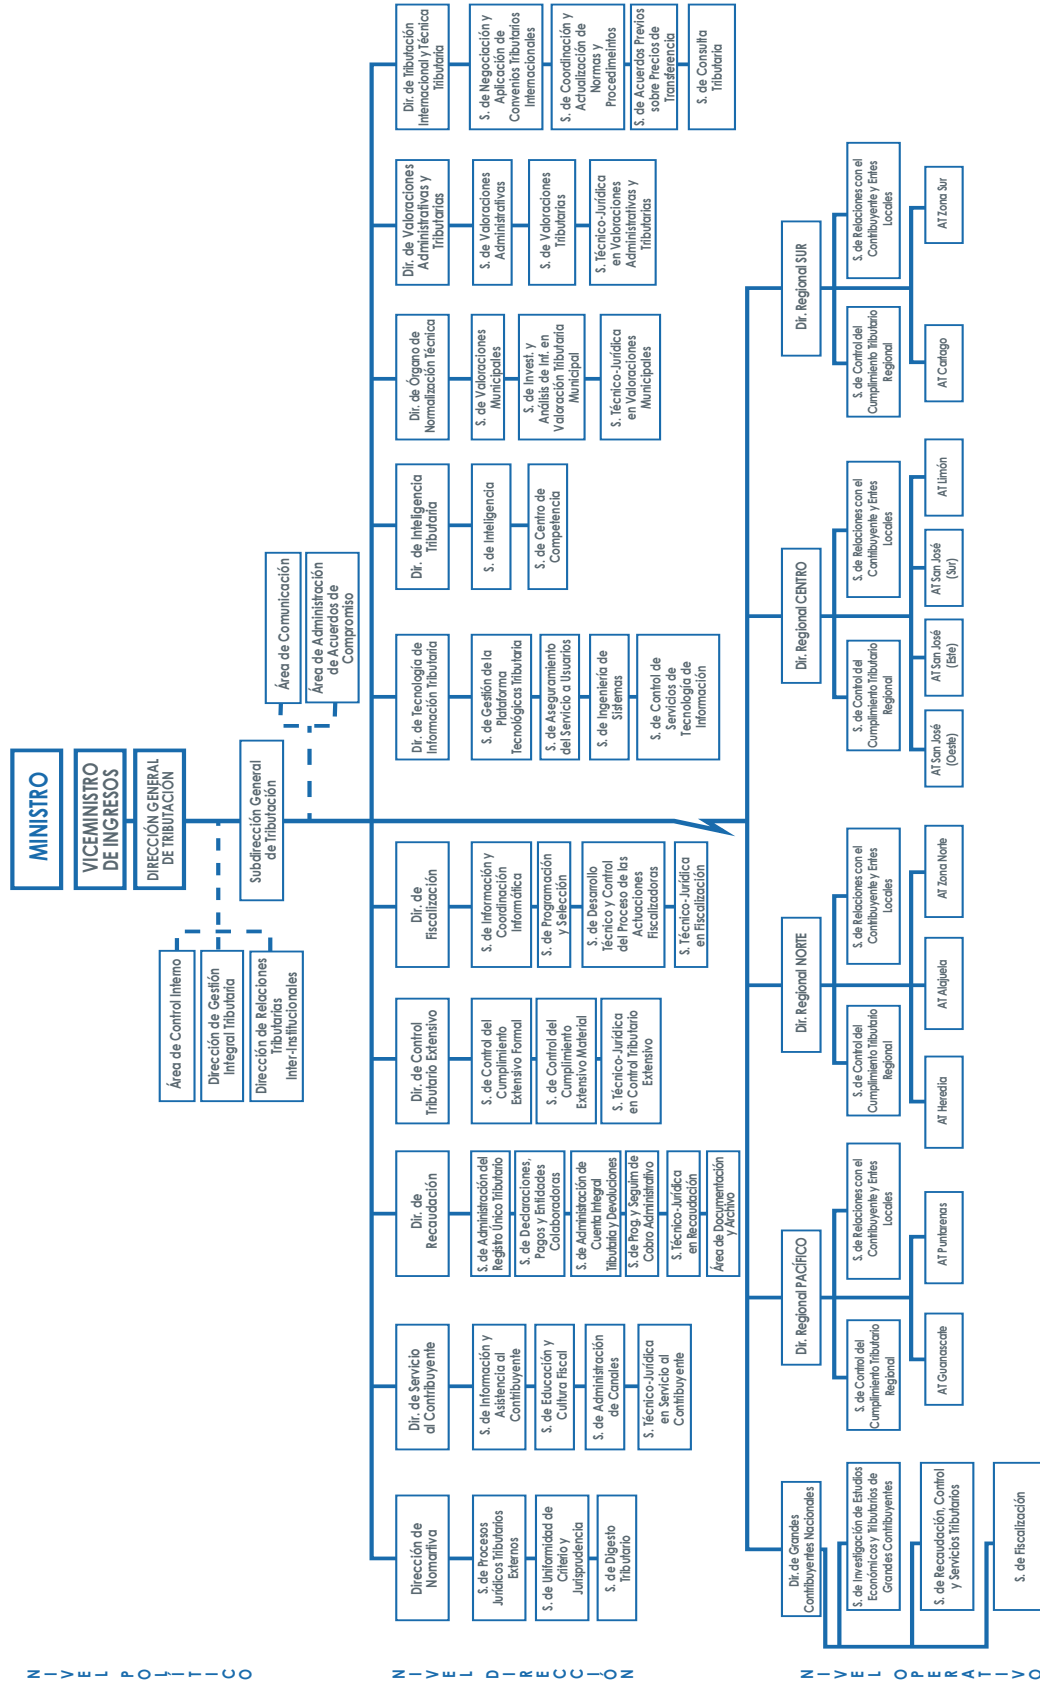 NIVEL POLÍTICO
MINISTRO
VICEMINISTRO
DE INGRESOS
DIRECCIÓN GENERAL
DE TRIBUTACIÓN
Área de Control Interno
Dirección de Gestión
Integral Tributaria
Dirección de Relaciones
Tributarias
Inter-Institucionales
Subdirección General
de Tributación
Área de Comunicación
Área de Administración
de Acuerdos de
Compromiso
NIVEL DIRECCIÓN
Dirección de
Nomartiva
S. de Procesos
Jurídicos Tributarios
Externos
S. de Uniformidad de
Criterio y
Jurisprudencia
S. de Digesto
Tributario
Dir. de Servicio
al Contribuyente
S. de Información y
Asistencia al
Contribuyente
S. de Educación y
Cultura Fiscal
S. de Administración
de Canales
S. Técnico-Jurídica
en Servicio al
Contribuyente
Dir. de
Recaudación
S. de Administración del
Registro Único Tributario
S. de Declaraciones,
Pagos y Entidades
Colaboradoras
S. de Administración de
Cuenta Integral
Tributaria y Devoluciones
S. de Prog. y Seguim de
Cobro Administrativo
S. Técnico-Jurídica
en Recaudación
Área de Documentación
y Archivo
Dir. de Control
Tributario Extensivo
S. de Control del
Cumplimiento
Extensivo Formal
S. de Control del
Cumplimiento
Extensivo Material
S. Técnico-Jurídica
en Control Tributario
Extensivo
Dir. de
Fiscalización
S. de Información y
Coordinación
Informática
S. de Programación
y Selección
S. de Desarrollo
Técnico y Control
del Proceso de las
Actuaciones
Fiscalizadoras
S. Técnico-Jurídica
en Fiscalización
Dir. de Tecnología de
Información Tributaria
S. de Gestión de la
Plataforma
Tecnológicas Tributaria
S. de Aseguramiento
del Servicio a Usuarios
S. de Ingeniería de
Sistemas
S. de Control de
Servicios de
Tecnología de
Información
Dir. de Inteligencia
Tributaria
S. de Inteligencia
S. de Centro de
Competencia
Dir. de Órgano de
Normalización Técnica
S. de Valoraciones
Municipales
S. de Invest. y
Análisis de Inf. en
Valoración Tributaria
Municipal
S. Técnico-Jurídica
en Valoraciones
Municipales
Dir. de Valoraciones
Administrativas y
Tributarias
S. de Valoraciones
Administrativas
S. de Valoraciones
Tributarias
S. Técnico-Jurídica
en Valoraciones
Administrativas y
Tributarias
Dir. de Tributación
Internacional y Técnica
Tributaria
S. de Negociación y
Aplicación de
Convenios Tributarios
Internacionales
S. de Coordinación y
Actualización de
Normas y
Procedimeintos
S. de Acuerdos Previos
sobre Precios de
Transferencia
S. de Consulta
Tributaria
NIVEL OPERATIVO
Dir. de Grandes
Contribuyentes Nacionales
S. de Investigación de Estudios
Económicos y Tributarios de
Grandes Contribuyentes
S. de Recaudación, Control
y Servicios Tributarios
S. de Fiscalización
Dir. Regional PACÍFICO
S. de Control del
Cumplimiento Tributario
Regional
S. de Relaciones con el
Contribuyente y Entes
Locales
AT Guanascate
AT Puntarenas
Dir. Regional NORTE
S. de Control del
Cumplimiento Tributario
Regional
S. de Relaciones con el
Contribuyente y Entes
Locales
AT Heredia
AT Alajuela
AT Zona Norte
Dir. Regional CENTRO
S. de Control del
Cumplimiento Tributario
Regional
S. de Relaciones con el
Contribuyente y Entes
Locales
AT San José
(Oeste)
AT San José
(Este)
AT San José
(Sur)
AT Limón
Dir. Regional SUR
S. de Control del
Cumplimiento Tributario
Regional
S. de Relaciones con el
Contribuyente y Entes
Locales
AT Cartago
AT Zona Sur